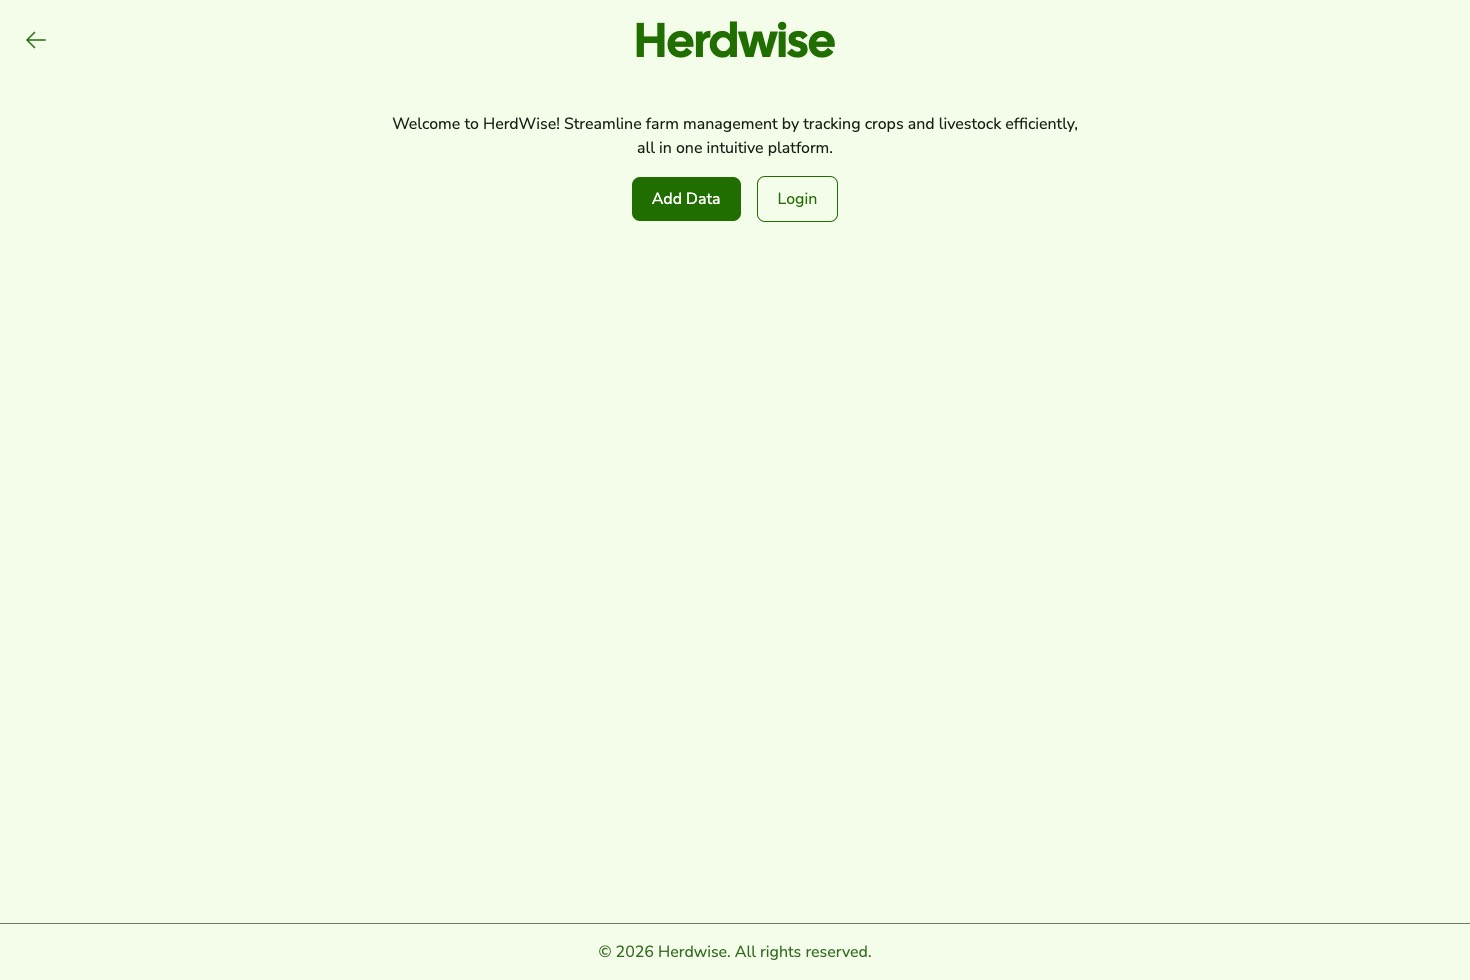 Herdwise
Welcome to HerdWise! Streamline farm management by tracking crops and livestock efficiently,
all in one intuitive platform.
Add Data
Login
© 2026 Herdwise. All rights reserved.